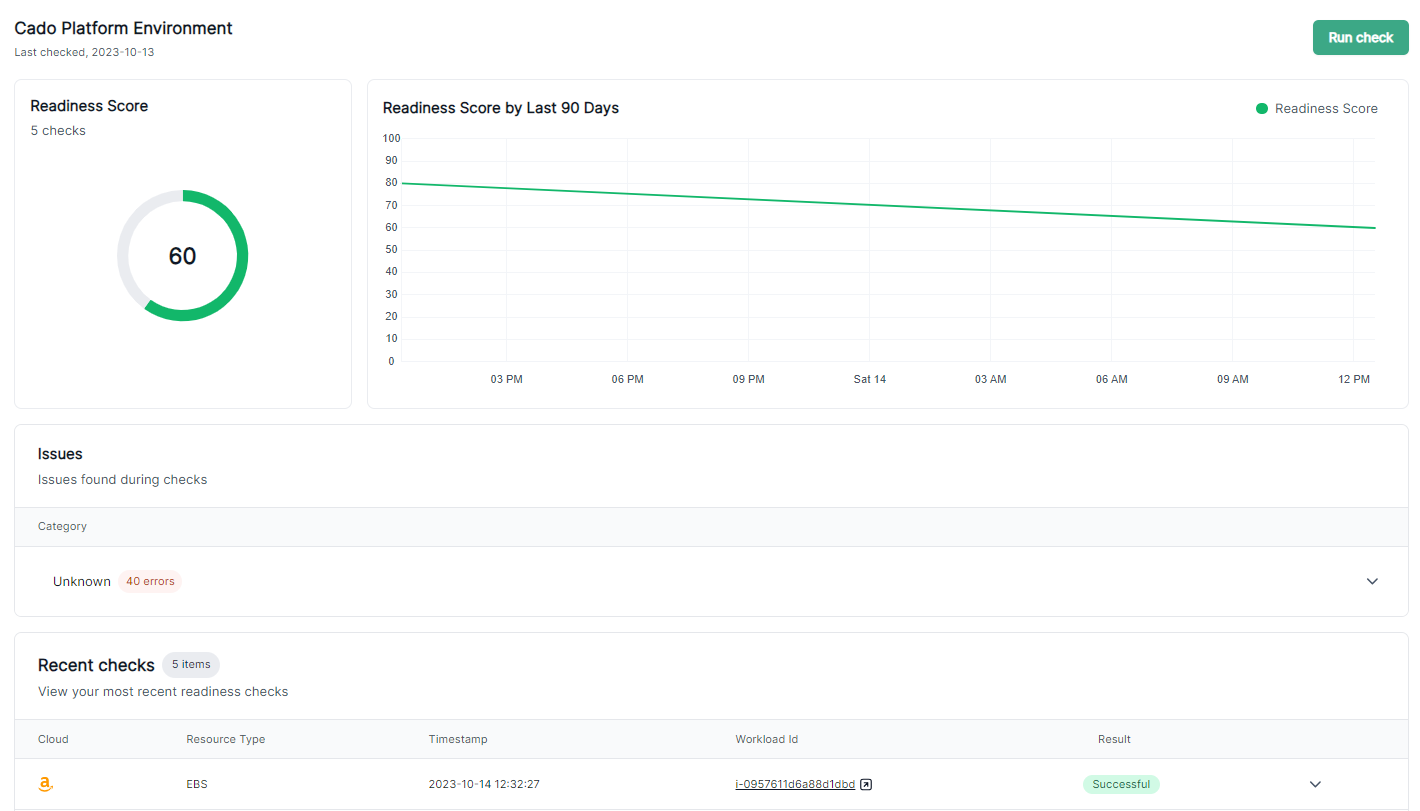 Cado Platform Environment
Last checked, 2023-10-13
Run check
Readiness Score
5 checks
60
Readiness Score by Last 90 Days
Readiness Score
100
90
80
70
60
50
40
30
20
10
0
03 PM 06 PM 09 PM Sat 14 03 AM 06 AM 09 AM 12 PM
Issues
Issues found during checks
Category
Unknown 40 errors
Recent checks 5 items
View your most recent readiness checks
Cloud Resource Type Timestamp Workload Id Result
a EBS 2023-10-14 12:32:27 i-0957611d6a88d1dbd Successful